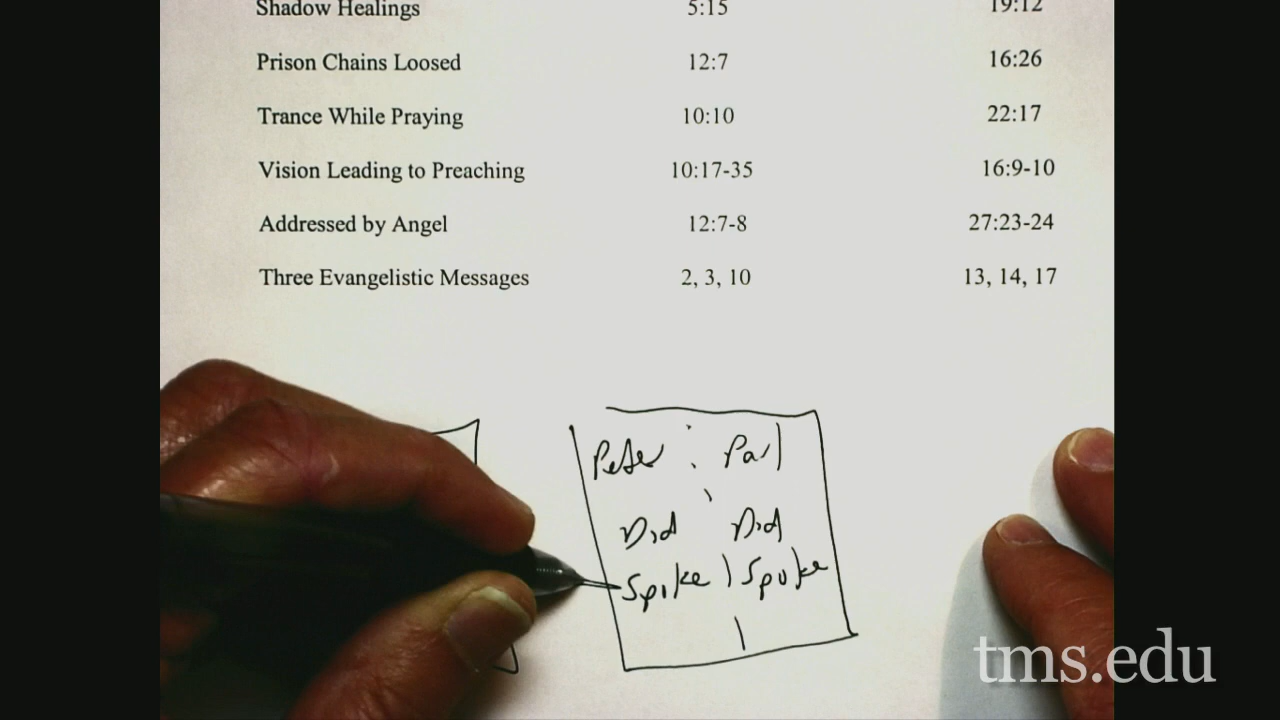 Shadow Healings 5:15 19:12
Prison Chains Loosed 12:7 16:26
Trance While Praying 10:10 22:17
Vision Leading to Preaching 10:17-35 16:9-10
Addressed by Angel 12:7-8 27:23-24
Three Evangelistic Messages 2, 3, 10 13, 14, 17
Peter Paul
Did Did
Spoke Spoke
tms.edu